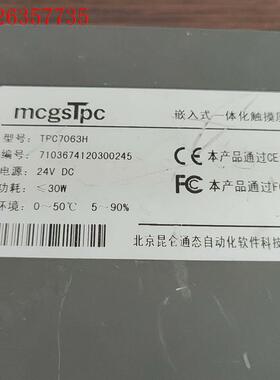 26357735
mcgsTpc 嵌入式一体化触摸
型号: TPC7063H
编号: 7103674120300245
本产品通过CE
电源: 24V DC
功耗: ≤30W
FC 本产品通过F
环境: 0~50℃ 5~90%
北京昆仑通态自动化软件科技